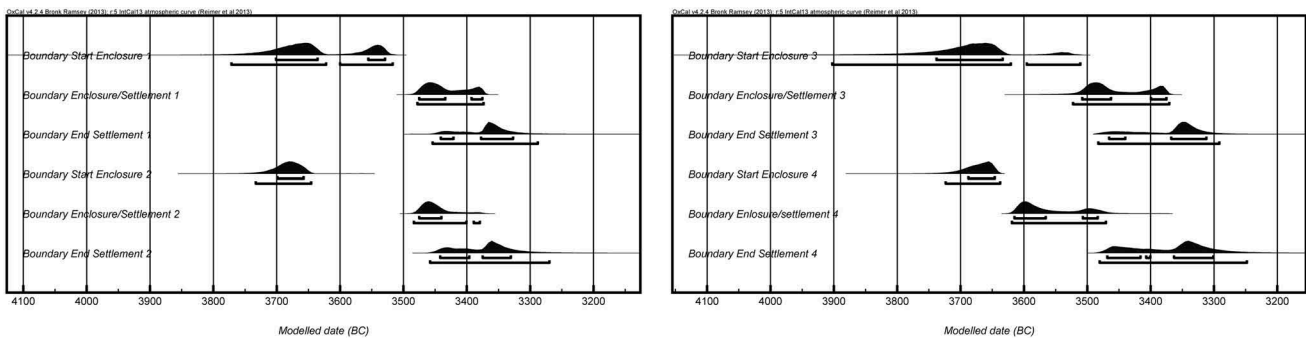 OxCal v4.2.4 Bronk Ramsey (2013); r:5 IntCal13 atmospheric curve (Reimer et al 2013)
Boundary Start Enclosure 1
Boundary Enclosure/Settlement 1
Boundary End Settlement 1
Boundary Start Enclosure 2
Boundary Enclosure/Settlement 2
Boundary End Settlement 2
4100 4000 3900 3800 3700 3600 3500 3400 3300 3200
Modelled date (BC)
OxCal v4.2.4 Bronk Ramsey (2013); r:5 IntCal13 atmospheric curve (Reimer et al 2013)
Boundary Start Enclosure 3
Boundary Enclosure/Settlement 3
Boundary End Settlement 3
Boundary Start Enclosure 4
Boundary Enlosure/settlement 4
Boundary End Settlement 4
4100 4000 3900 3800 3700 3600 3500 3400 3300 3200
Modelled date (BC)